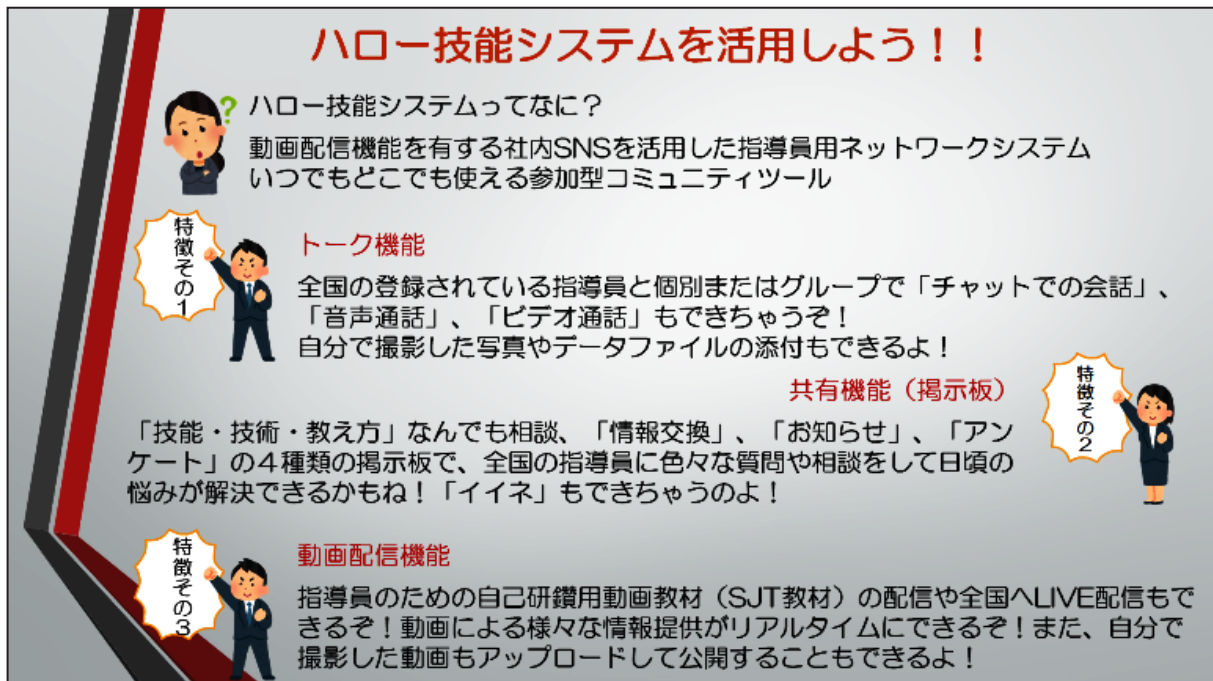 ハロー技能システムを活用しよう！！
?
ハロー技能システムってなに？
動画配信機能を有する社内SNSを活用した指導員用ネットワークシステム
いつでもどこでも使える参加型コミュニティツール
特徴その1
トーク機能
全国の登録されている指導員と個別またはグループで「チャットでの会話」、
「音声通話」、「ビデオ通話」もできちゃうぞ！
自分で撮影した写真やデータファイルの添付もできるよ！
特徴その2
共有機能（掲示板）
「技能・技術・教え方」なんでも相談、「情報交換」、「お知らせ」、「アン
ケート」の４種類の掲示板で、全国の指導員に色々な質問や相談をして日頃の
悩みが解決できるかもね！「イイネ」もできちゃうのよ！
特徴その3
動画配信機能
指導員のための自己研鑽用動画教材（SJT教材）の配信や全国へLIVE配信もで
きるぞ！動画による様々な情報提供がリアルタイムにできるぞ！また、自分で
撮影した動画もアップロードして公開することもできるよ！